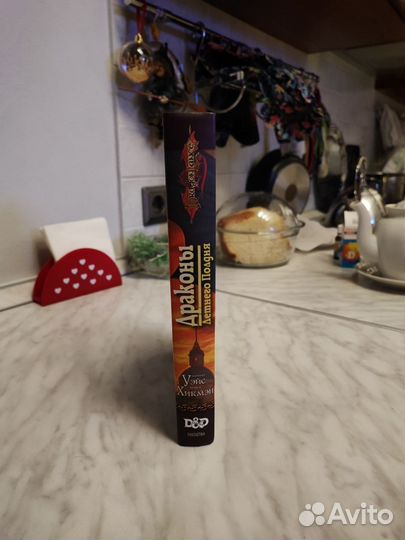 Драконы
Летнего Полдня
Уэйс
Хикмэн
D&D
Avito